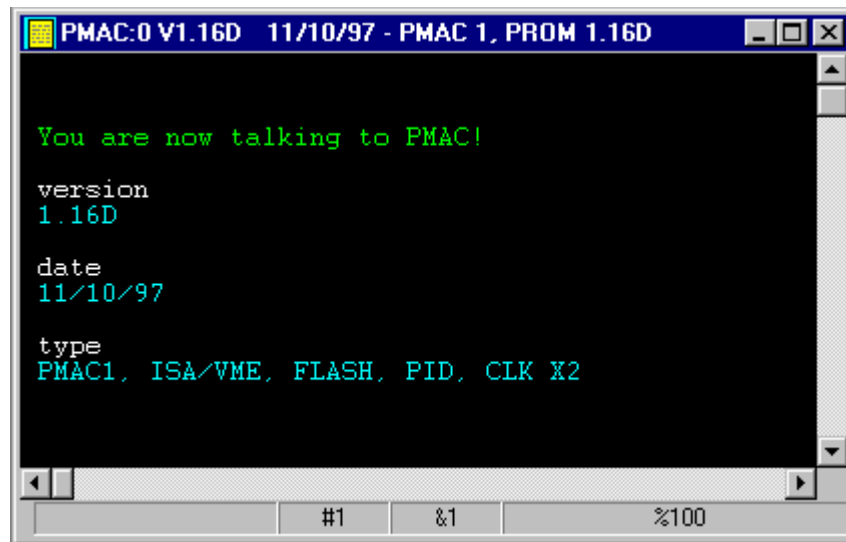 PMAC:0 V1.16D 11/10/97 - PMAC 1, PROM 1.16D
You are now talking to PMAC!
version
1.16D
date
11/10/97
type
PMAC1, ISA/VME, FLASH, PID, CLK X2
#1 &1 %100